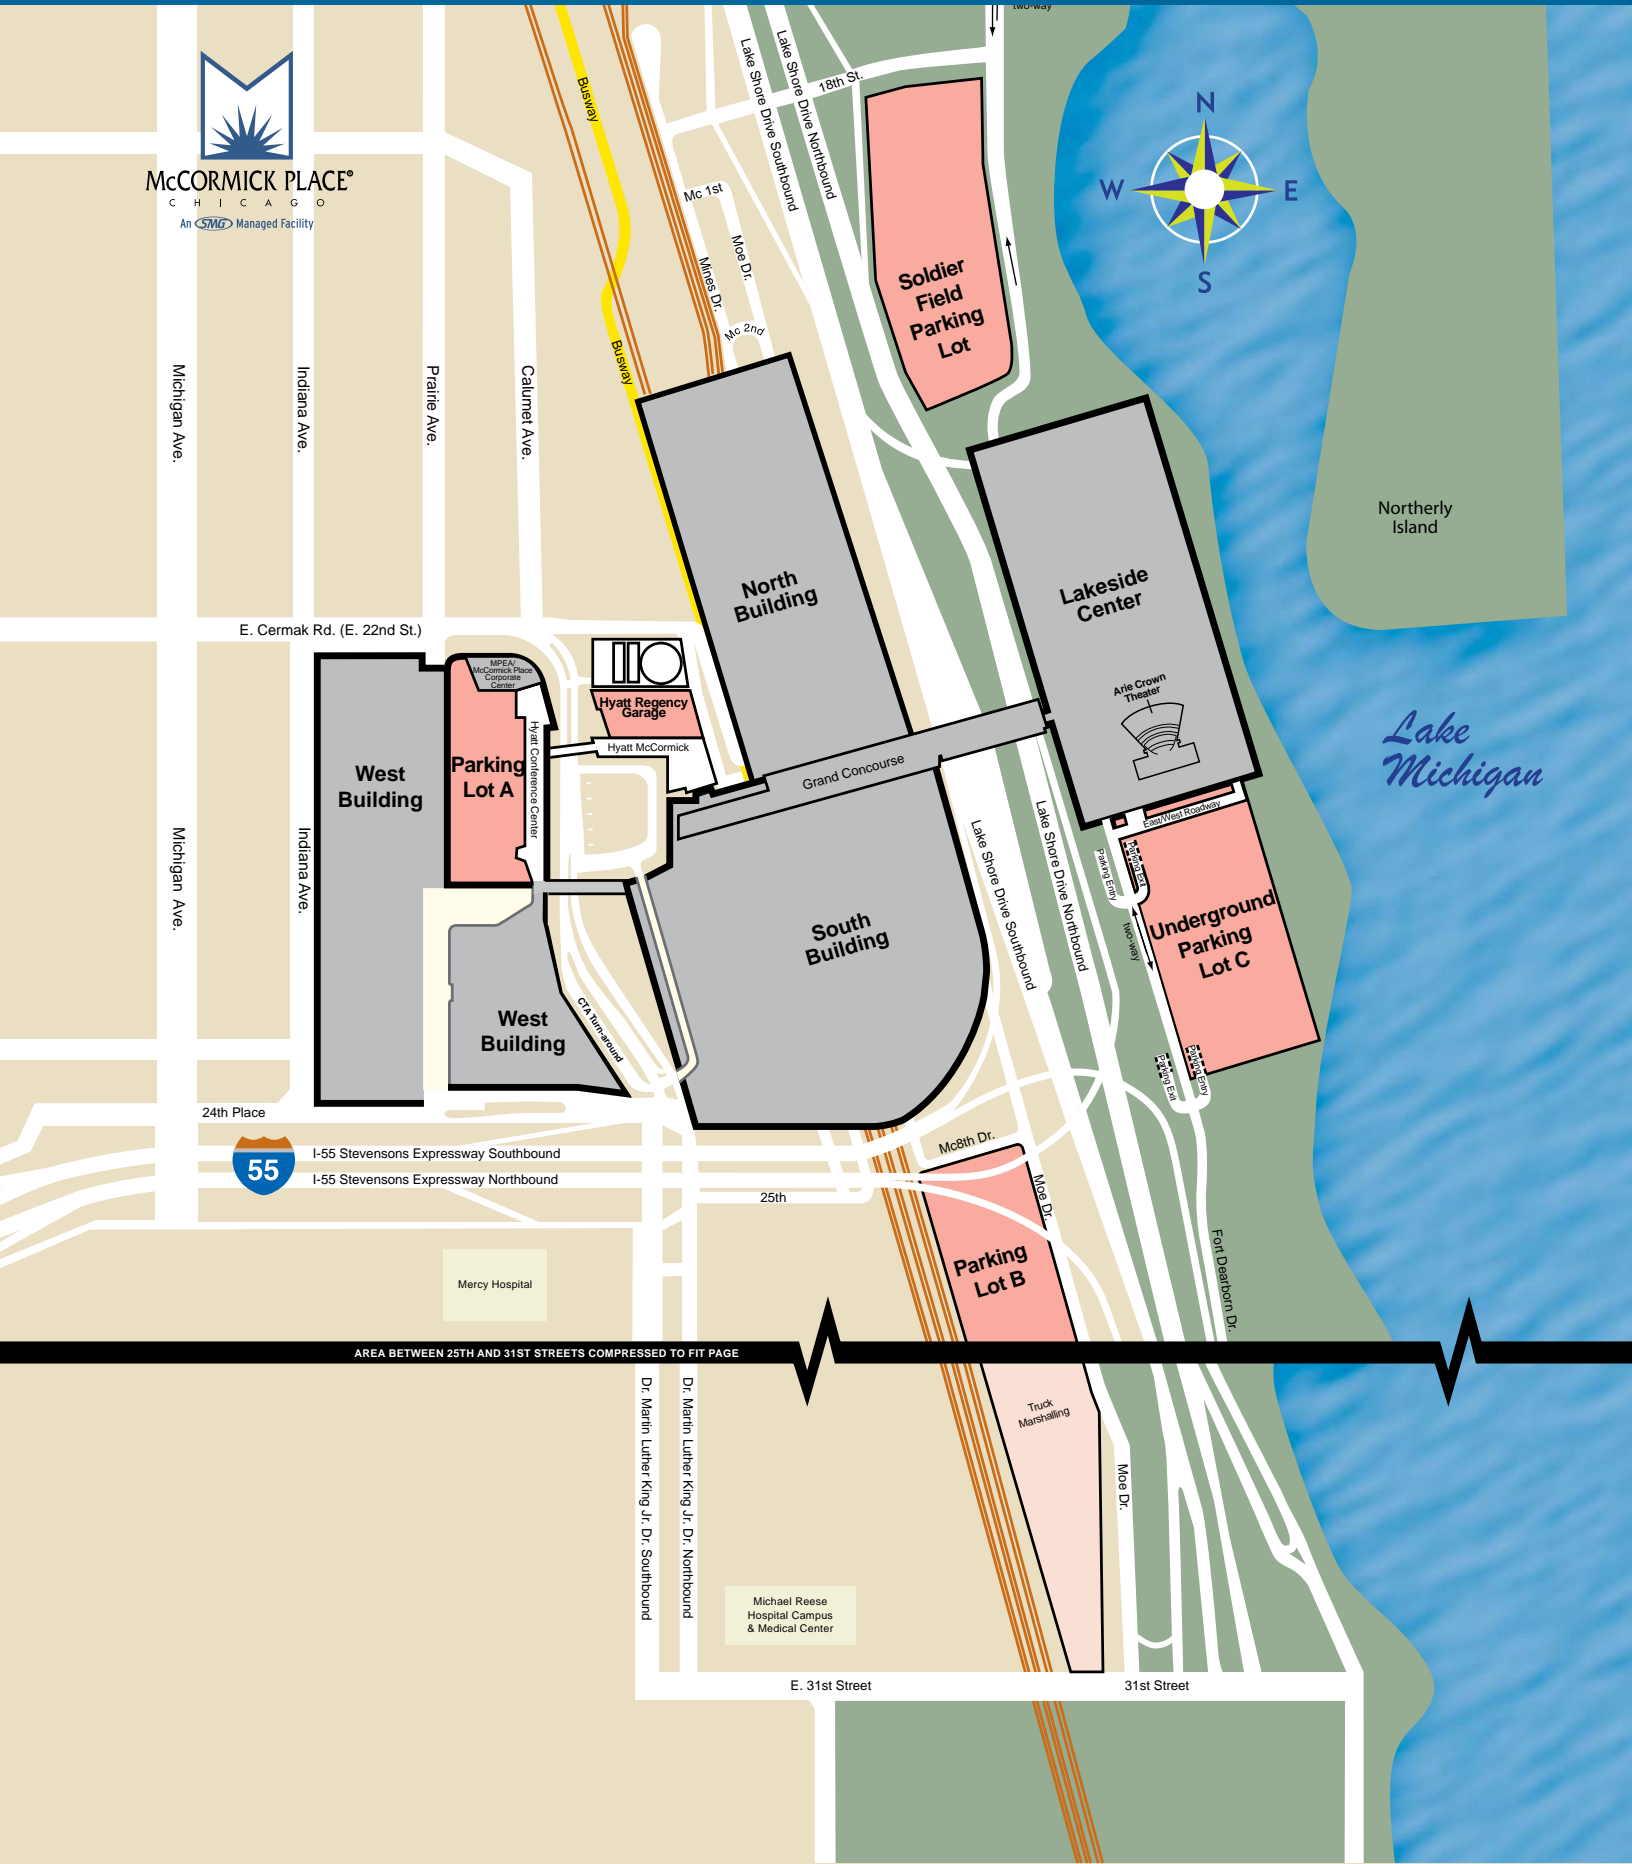 two-way
Busway
Lake Shore Drive Southbound
Lake Shore Drive Northbound
18th St.
McCORMICK PLACE®
CHICAGO
An SMG Managed Facility
N
W
E
S
Mc 1st
Moe Dr.
Mines Dr.
Mc 2nd
Busway
Soldier
Field
Parking
Lot
Michigan Ave.
Indiana Ave.
Prairie Ave.
Calumet Ave.
Northerly
Island
North
Building
Lakeside
Center
E. Cermak Rd. (E. 22nd St.)
MPEA/
McCormick Place
Corporate
Center
Hyatt Regency
Garage
Hyatt McCormick
Hyatt Conference Center
Arie Crown
Theater
Grand Concourse
West
Building
Parking
Lot A
Lake
Michigan
East/West Roadway
Parking Entry
Parking Exit
two-way
Michigan Ave.
Indiana Ave.
Lake Shore Drive Southbound
Lake Shore Drive Northbound
Underground
Parking
Lot C
South
Building
West
Building
CTA Turn-around
Parking Exit
Parking Entry
24th Place
55
I-55 Stevensons Expressway Southbound
I-55 Stevensons Expressway Northbound
25th
Mc8th Dr.
Moe Dr.
Parking
Lot B
Fort Dearborn Dr.
Mercy Hospital
AREA BETWEEN 25TH AND 31ST STREETS COMPRESSED TO FIT PAGE
Dr. Martin Luther King Jr. Dr. Southbound
Dr. Martin Luther King Jr. Dr. Northbound
Truck
Marshalling
Moe Dr.
Michael Reese
Hospital Campus
& Medical Center
E. 31st Street
31st Street